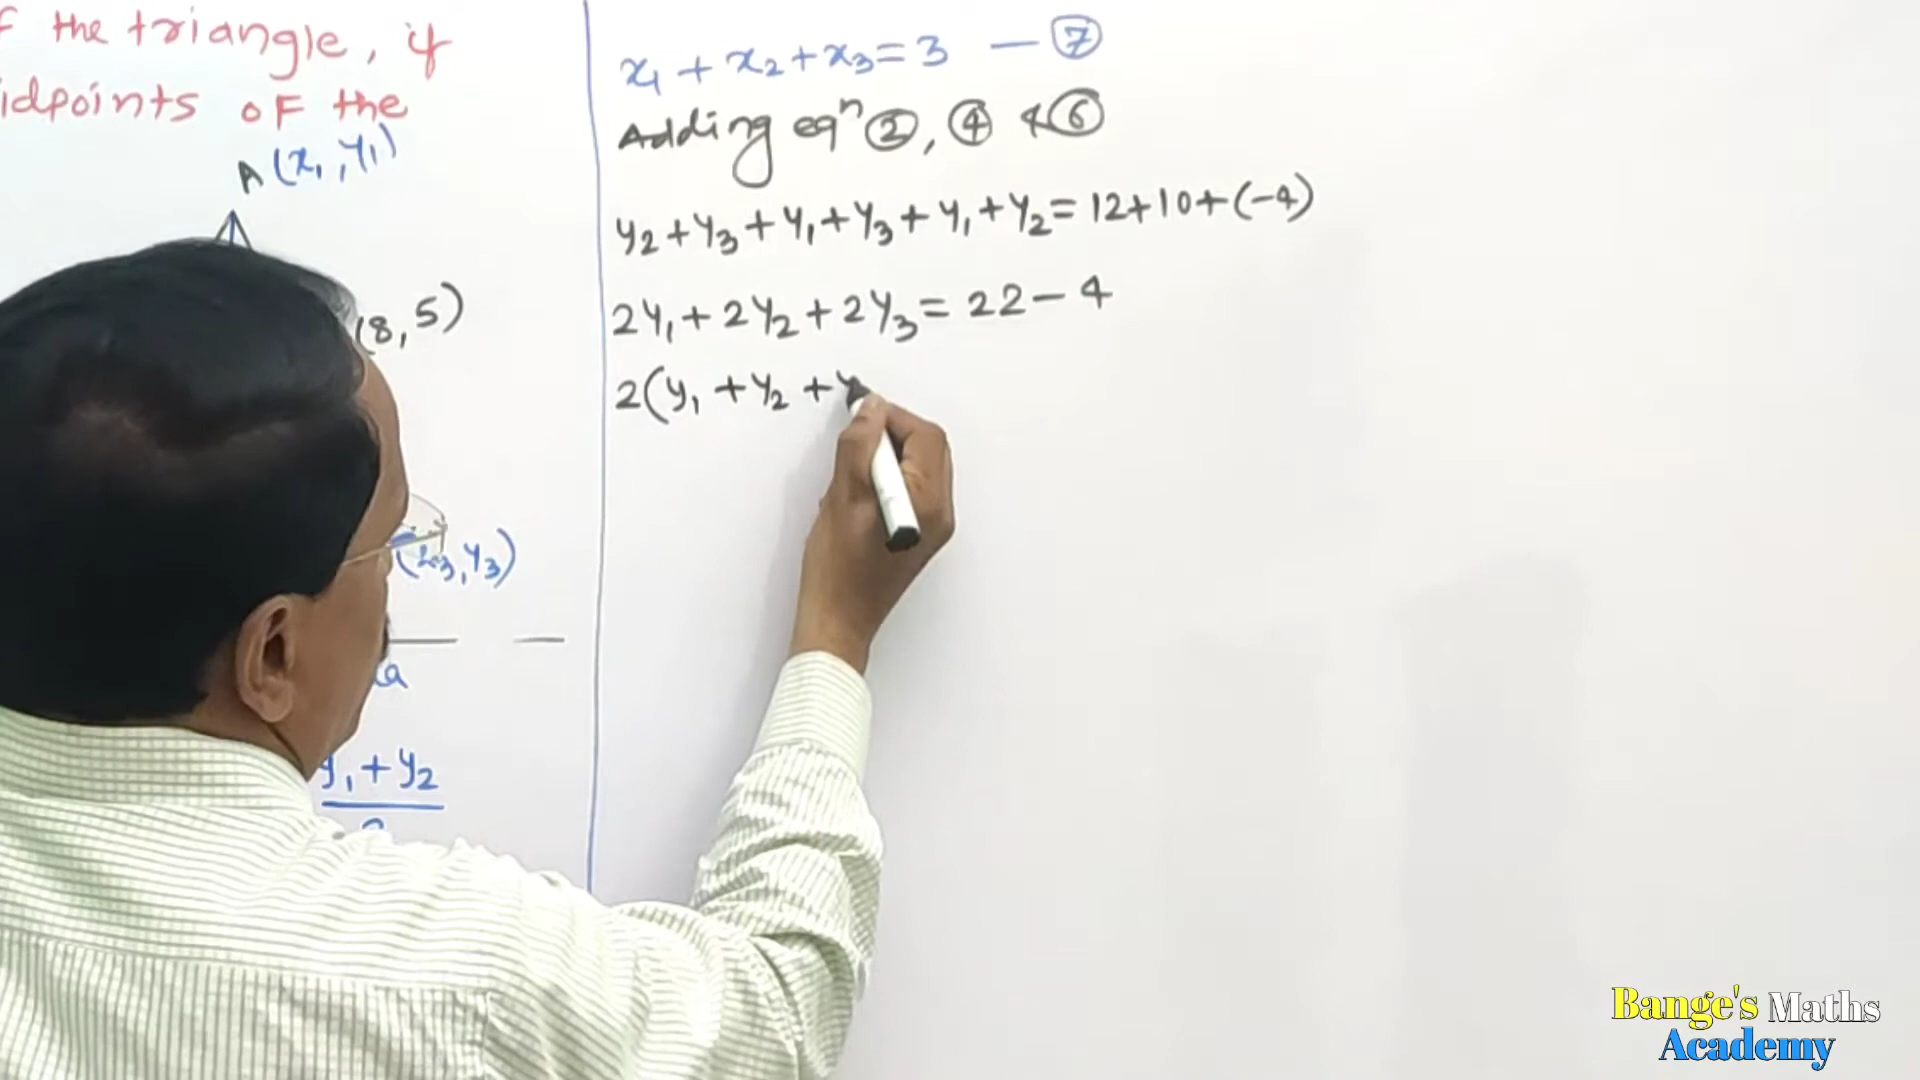 the triangle, if
idpoints of the
A (x₁, y₁)
(8, 5)
y₃)
a
y₁ + y₂
x₁ + x₂ + x₃ = 3 — ⑦
Adding eqⁿ ②, ④ & ⑥
y₂ + y₃ + y₁ + y₃ + y₁ + y₂ = 12 + 10 + (-4)
2y₁ + 2y₂ + 2y₃ = 22 - 4
2(y₁ + y₂ + y
Bange's Maths
Academy